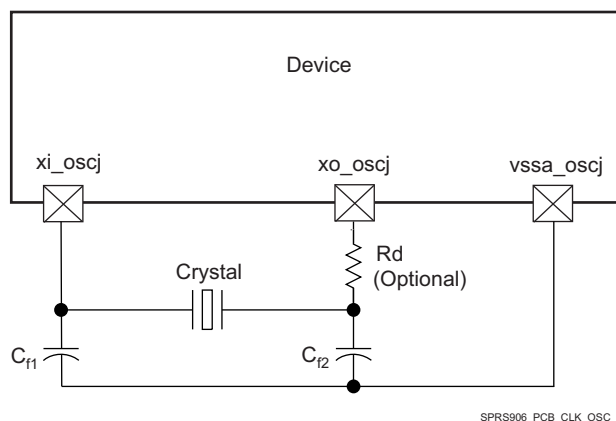 Device
xi_oscj
xo_oscj
vssa_oscj
Rd
(Optional)
Crystal
Cf1
Cf2
SPRS906_PCB_CLK_OSC